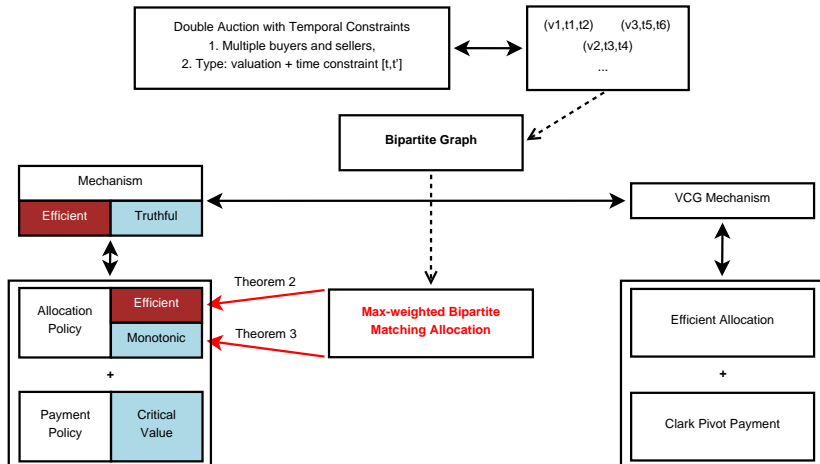 Double Auction with Temporal Constraints
1. Multiple buyers and sellers,
2. Type: valuation + time constraint [t,t']
(v1,t1,t2) (v3,t5,t6)
(v2,t3,t4)
...
Bipartite Graph
Mechanism
Efficient Truthful
VCG Mechanism
Theorem 2
Allocation
Policy
Efficient
Monotonic
Theorem 3
Max-weighted Bipartite
Matching Allocation
Efficient Allocation
+
+
Payment
Policy
Critical
Value
Clark Pivot Payment